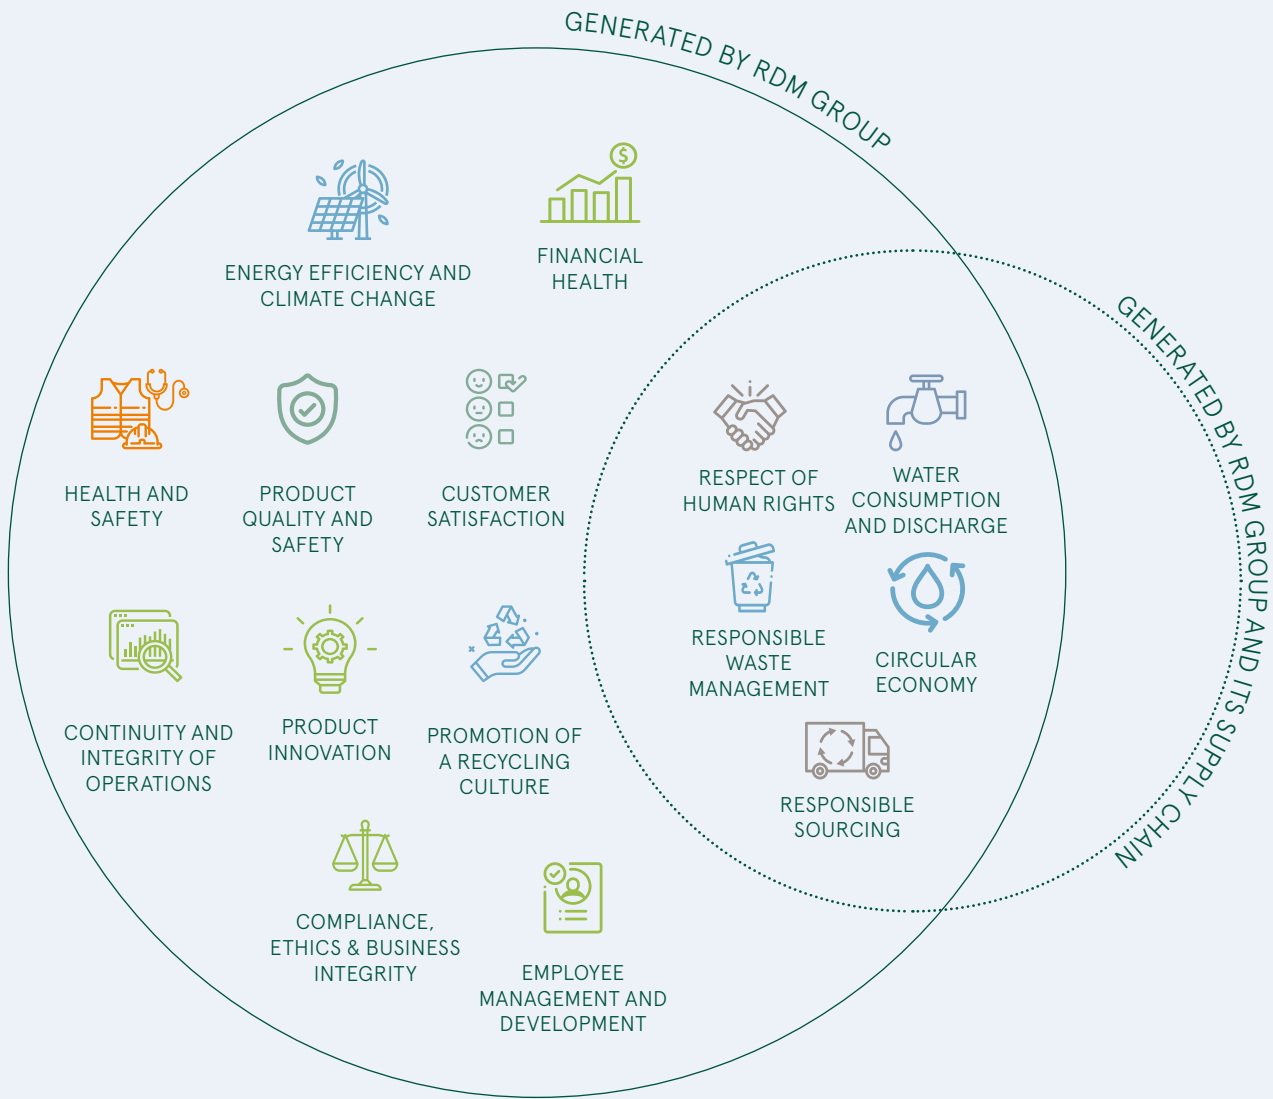 GENERATED BY RDM GROUP
ENERGY EFFICIENCY AND
CLIMATE CHANGE
FINANCIAL
HEALTH
GENERATED BY RDM GROUP AND ITS SUPPLY CHAIN
HEALTH AND
SAFETY
PRODUCT
QUALITY AND
SAFETY
CUSTOMER
SATISFACTION
RESPECT OF
HUMAN RIGHTS
WATER
CONSUMPTION
AND DISCHARGE
RESPONSIBLE
WASTE
MANAGEMENT
CIRCULAR
ECONOMY
CONTINUITY AND
INTEGRITY OF
OPERATIONS
PRODUCT
INNOVATION
PROMOTION OF
A RECYCLING
CULTURE
RESPONSIBLE
SOURCING
COMPLIANCE,
ETHICS & BUSINESS
INTEGRITY
EMPLOYEE
MANAGEMENT AND
DEVELOPMENT